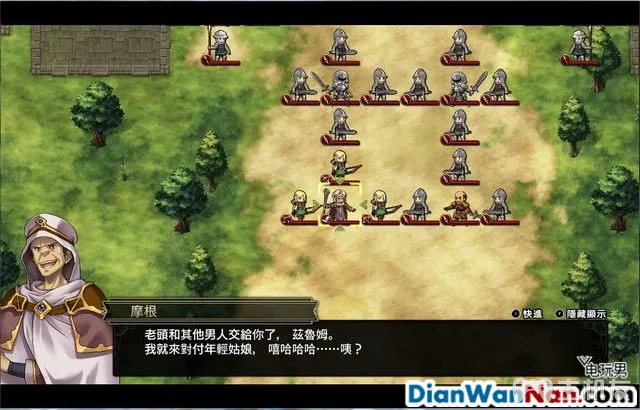 摩根
快進
隱藏顯示
老頭和其他男人交給你了，茲魯姆。
我就來對付年輕姑娘，嘻哈哈哈……咦？
电玩男
DianWanNan.com